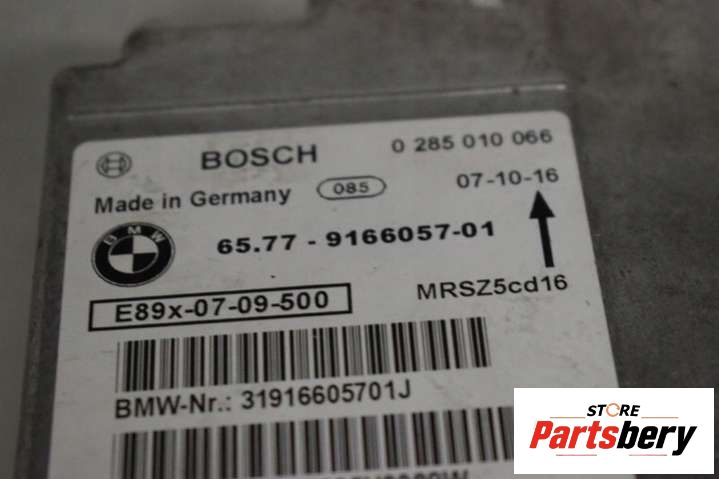 BOSCH 0 285 010 066
Made in Germany 085 07-10-16
BMW 65.77 - 9166057-01
E89x-07-09-500 MRSZ5cd16
BMW-Nr.: 31916605701J
STORE
Partsbery